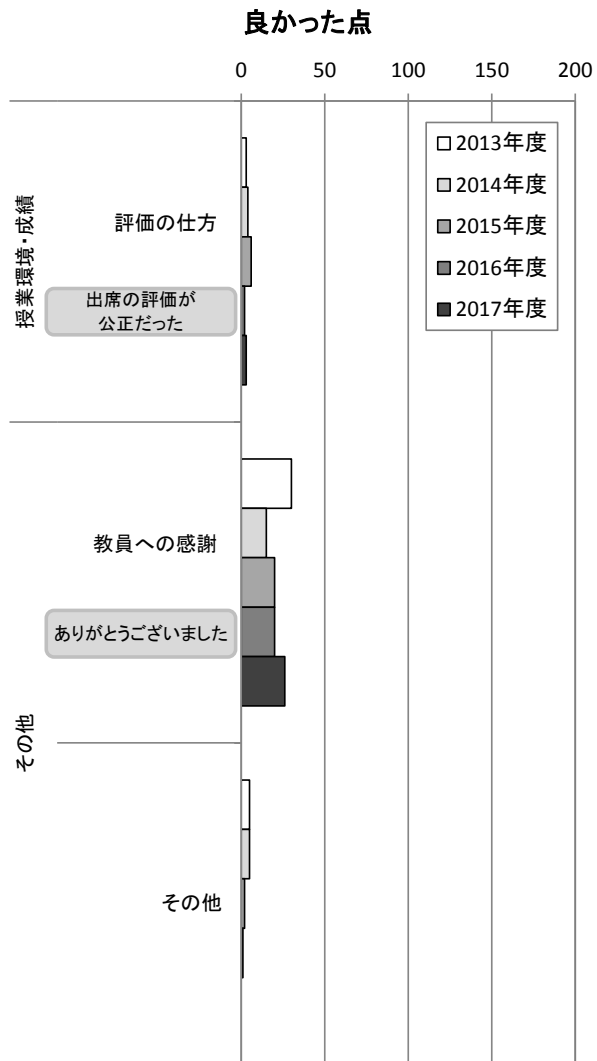 良かった点
0 50 100 150 200
2013年度
2014年度
2015年度
2016年度
2017年度
授業環境・成績
評価の仕方
出席の評価が
公正だった
その他
教員への感謝
ありがとうございました
その他